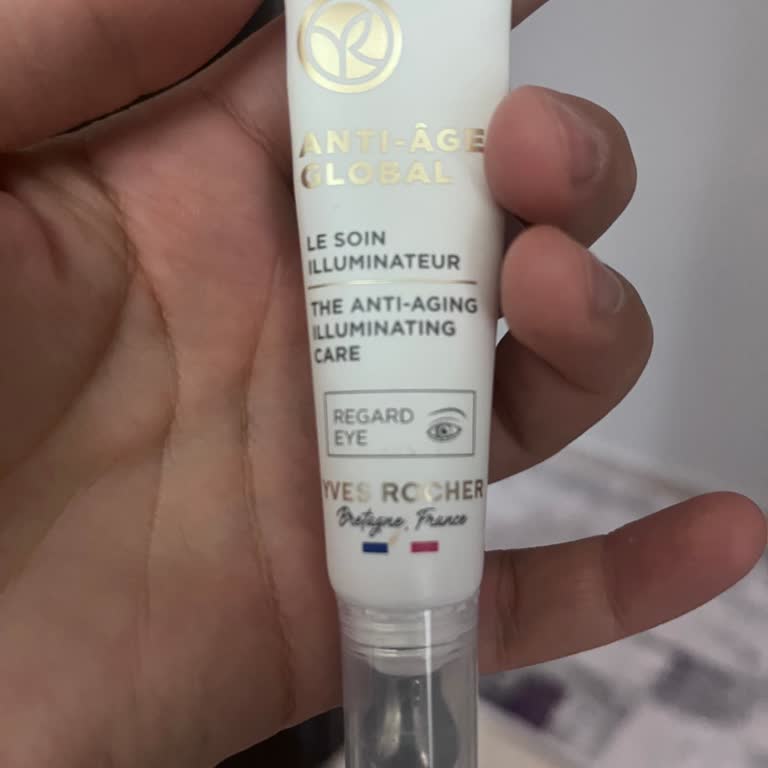 ANTI-ÂGE
GLOBAL
LE SOIN
ILLUMINATEUR
THE ANTI-AGING
ILLUMINATING
CARE
REGARD
EYE
YVES ROCHER
Bretagne, France